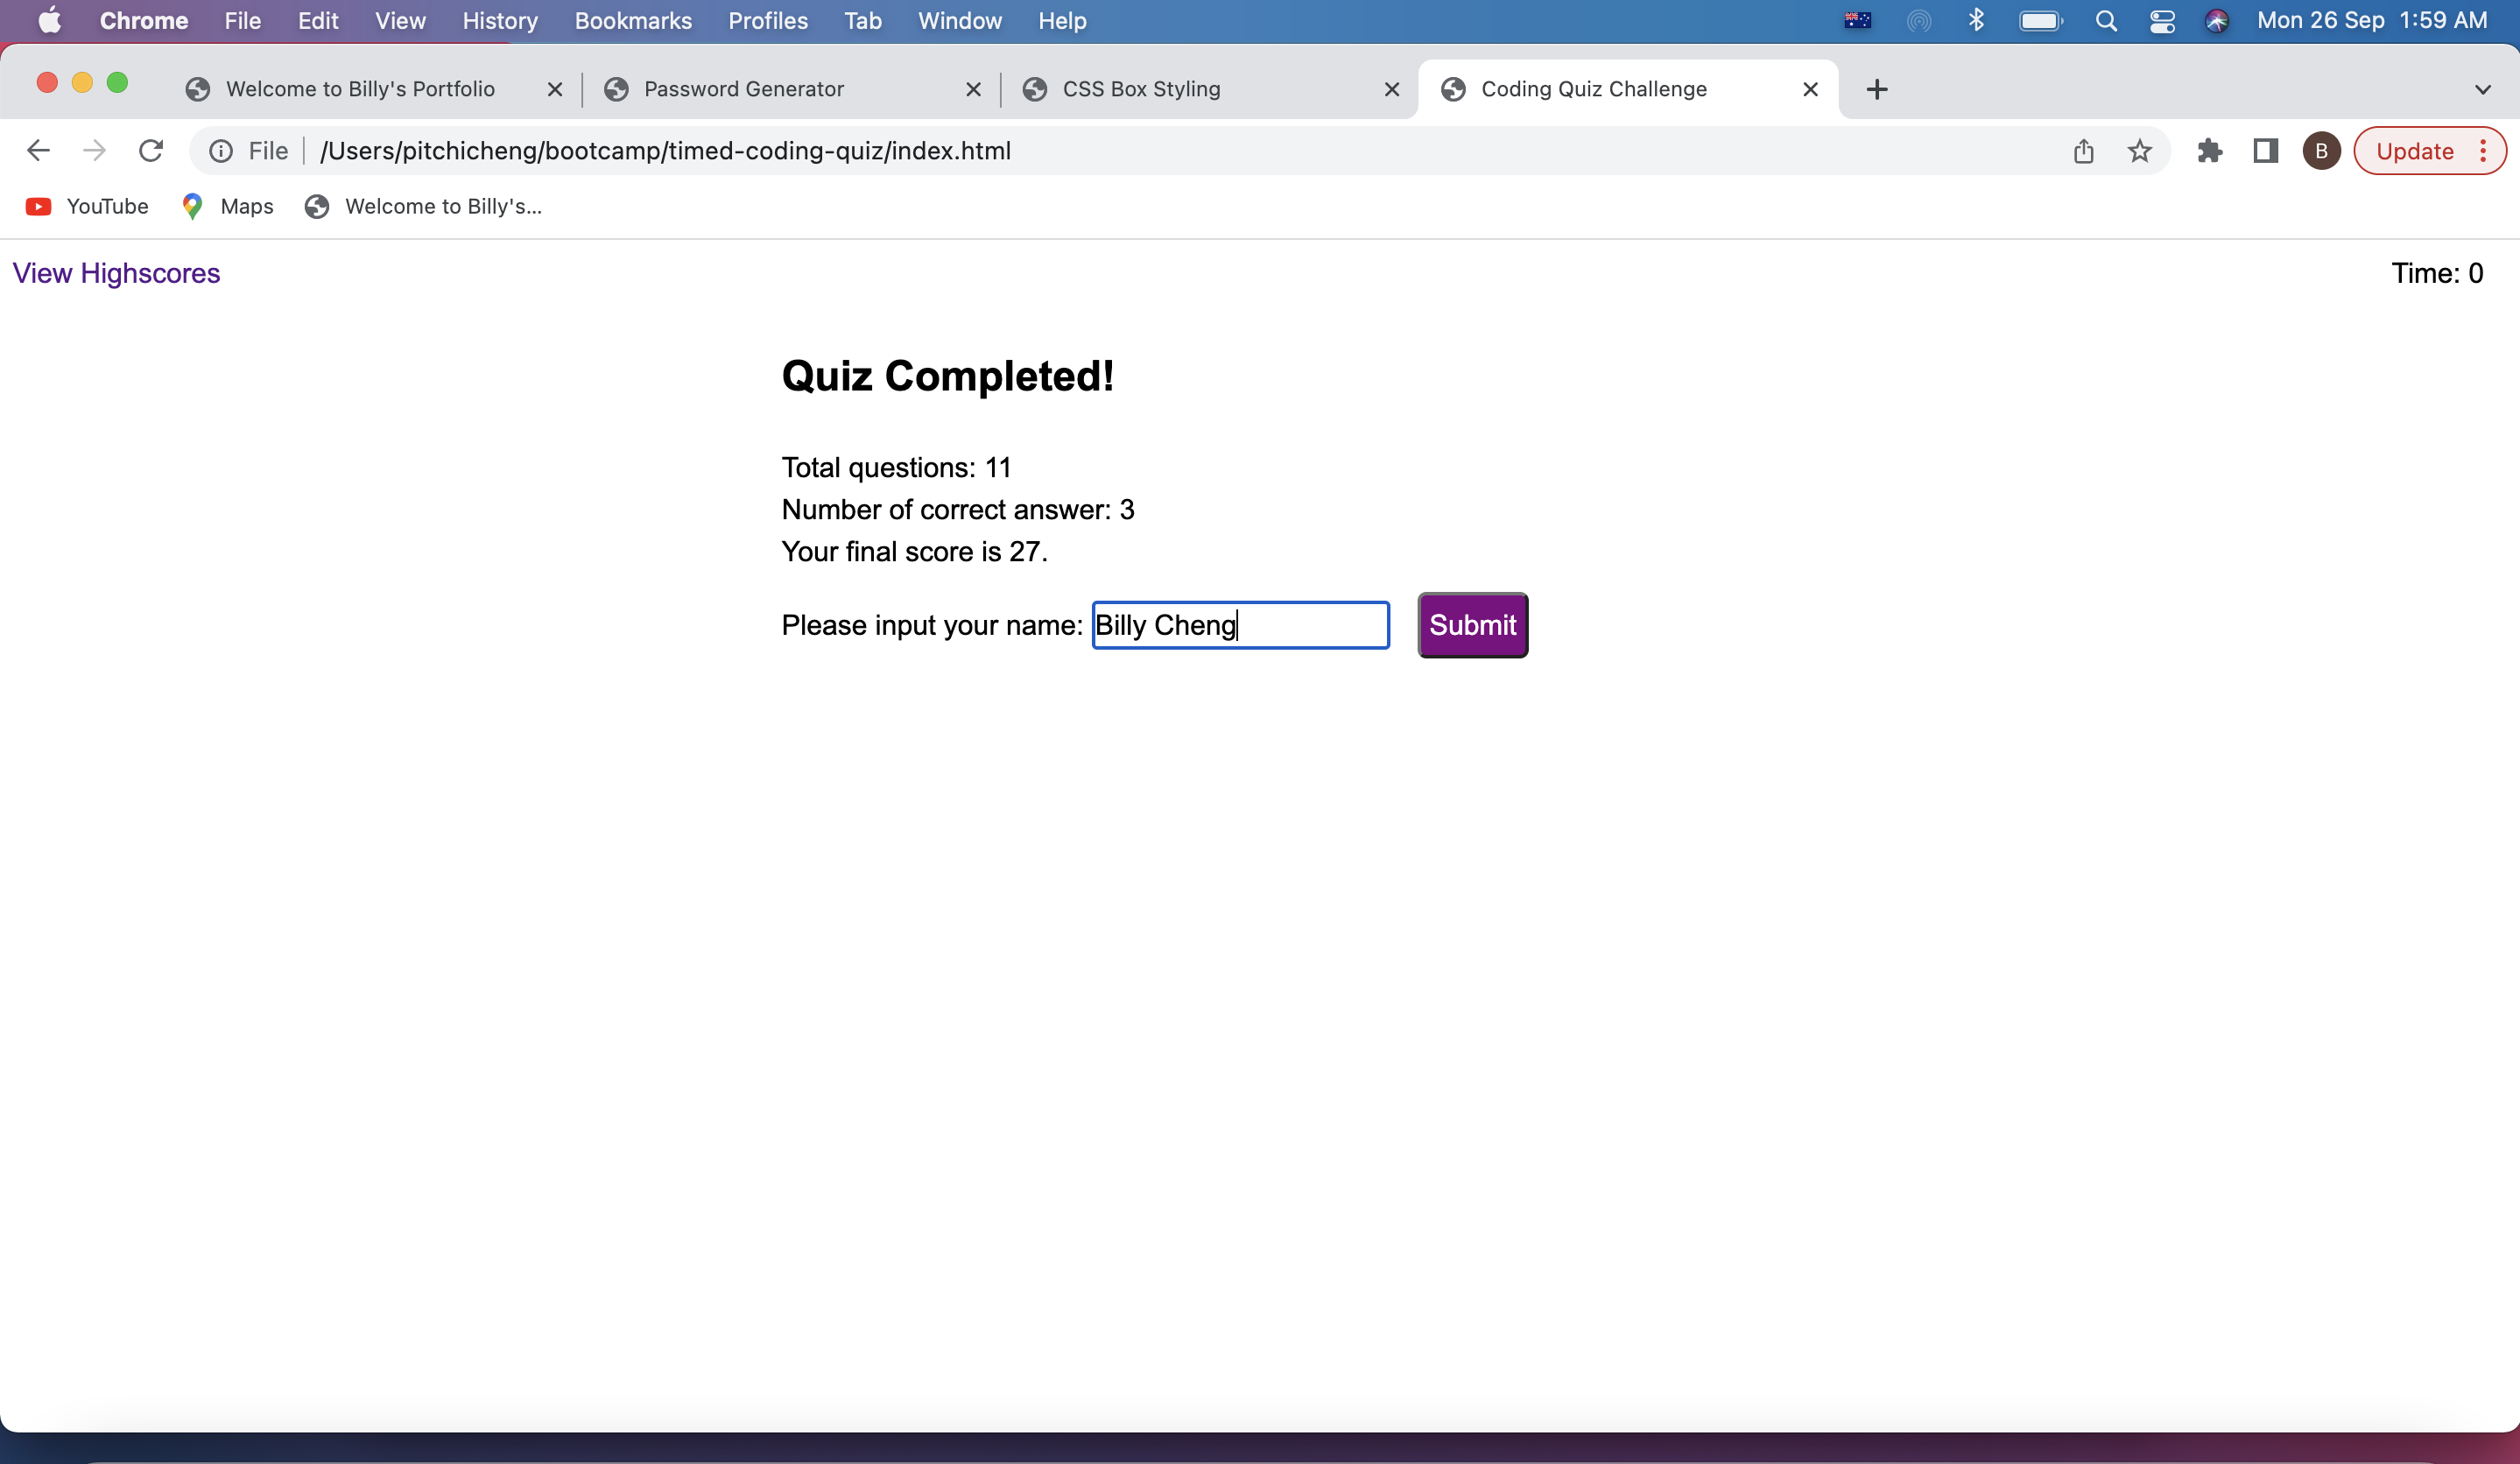 Chrome File Edit View History Bookmarks Profiles Tab Window Help Mon 26 Sep 1:59 AM
Welcome to Billy's Portfolio Password Generator CSS Box Styling Coding Quiz Challenge
File /Users/pitchicheng/bootcamp/timed-coding-quiz/index.html B Update
YouTube Maps Welcome to Billy's...
View Highscores Time: 0
Quiz Completed!
Total questions: 11
Number of correct answer: 3
Your final score is 27.
Please input your name: Billy Cheng Submit